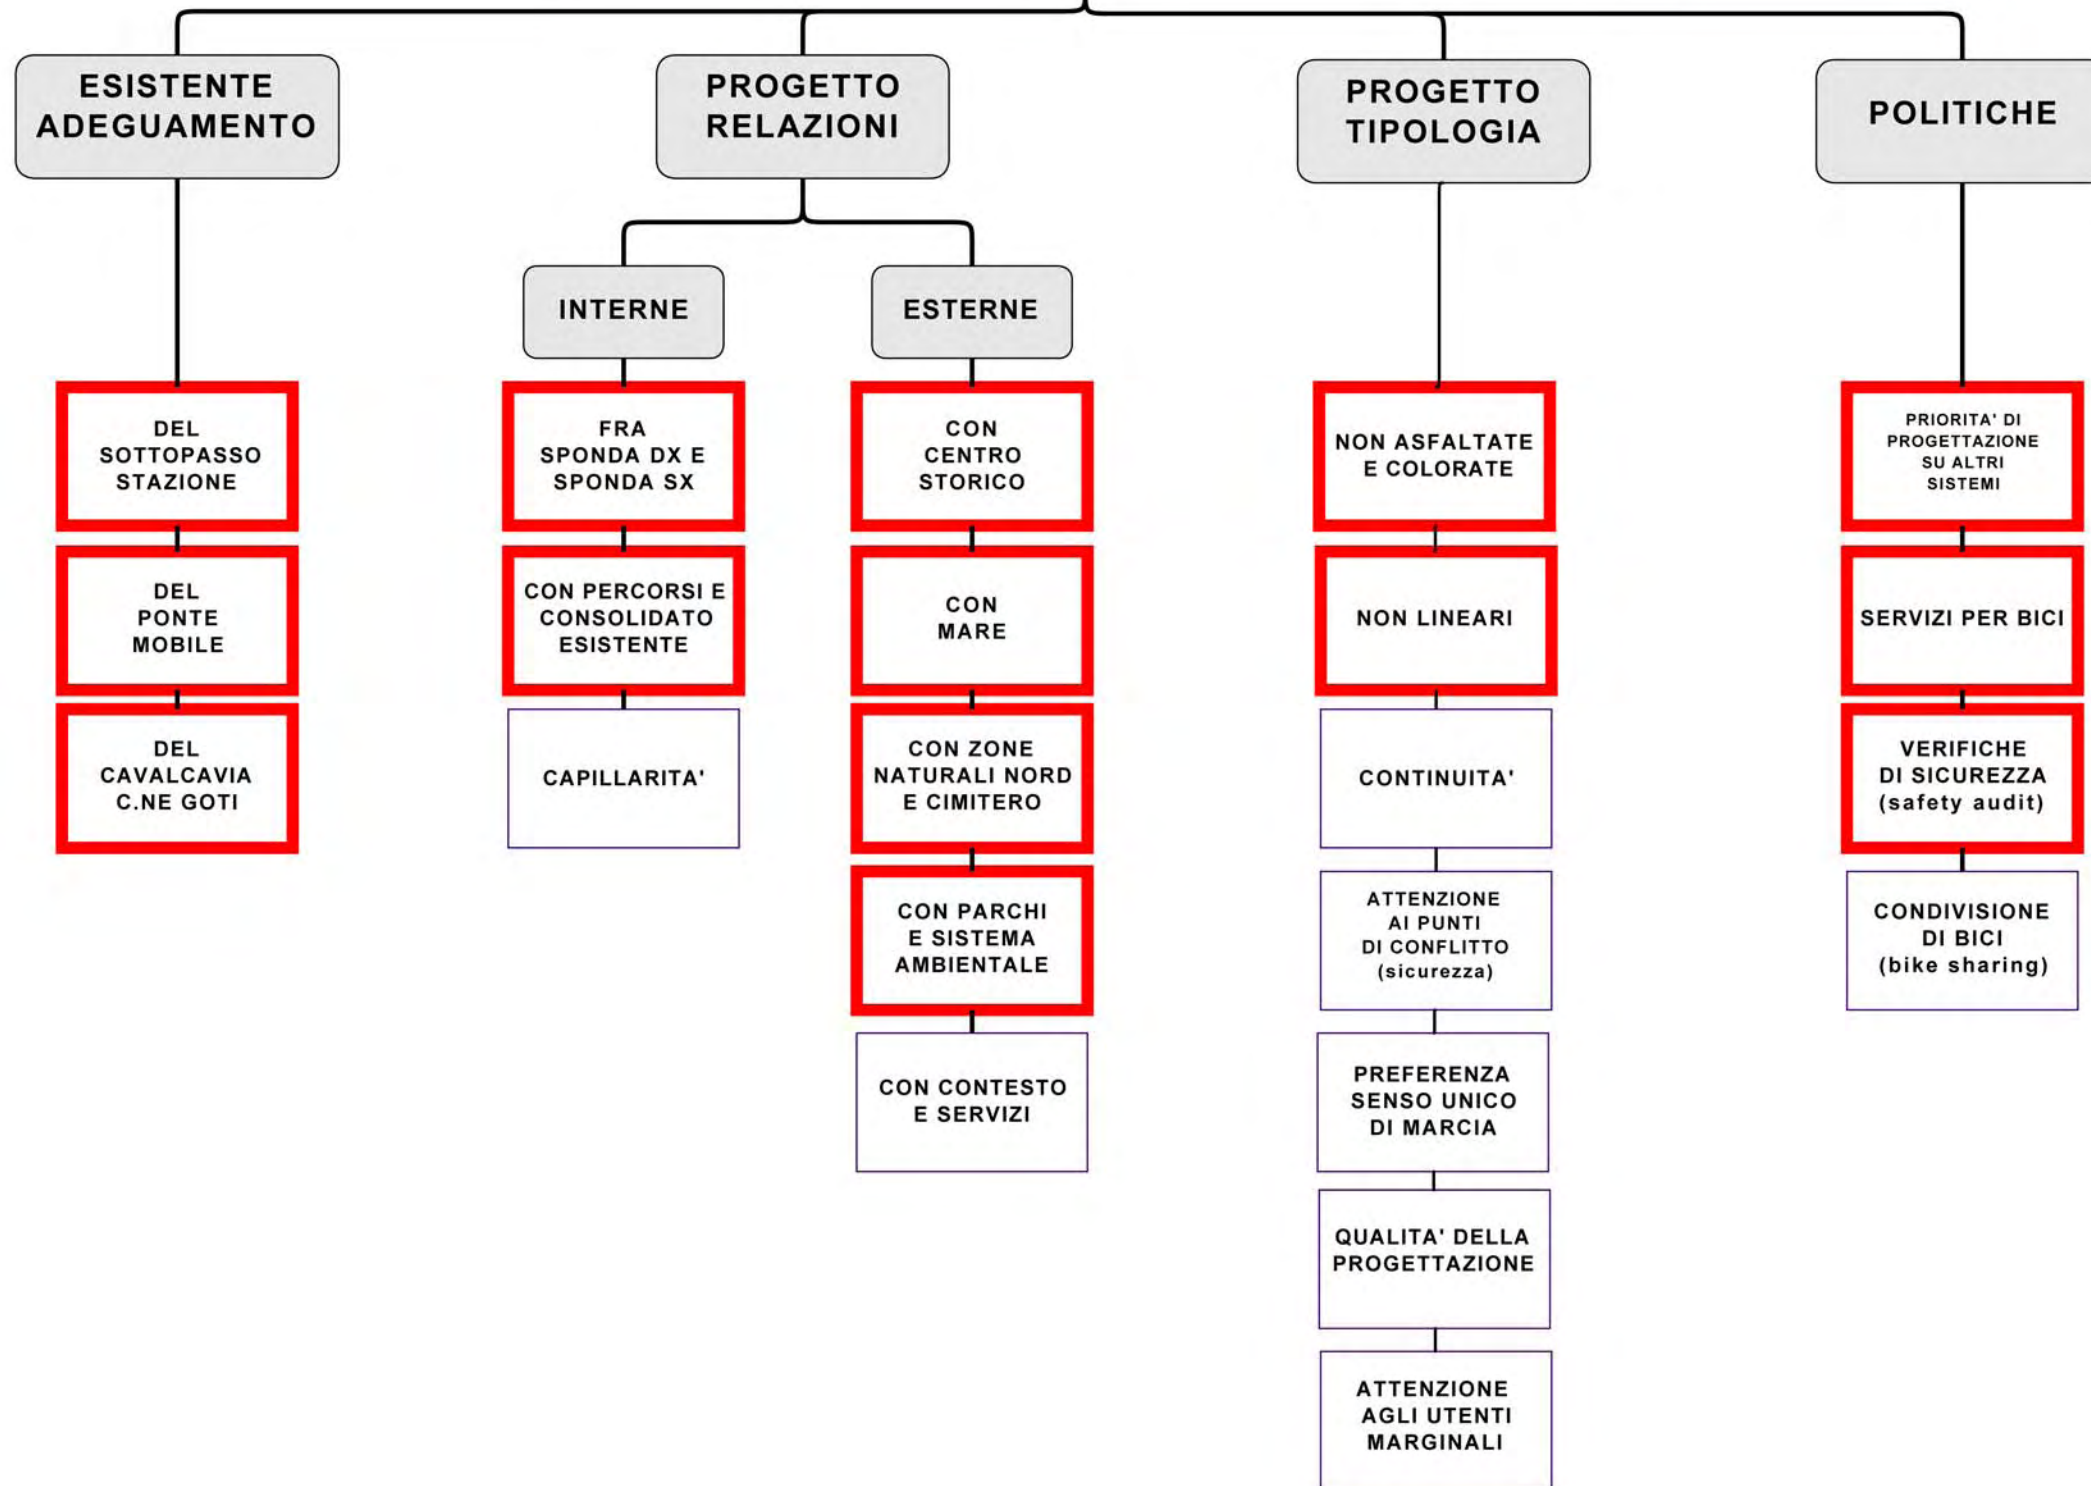 ESISTENTE
ADEGUAMENTO
PROGETTO
RELAZIONI
PROGETTO
TIPOLOGIA
POLITICHE
INTERNE
ESTERNE
DEL
SOTTOPASSO
STAZIONE
DEL
PONTE
MOBILE
DEL
CAVALCAVIA
C.NE GOTI
FRA
SPONDA DX E
SPONDA SX
CON PERCORSI E
CONSOLIDATO
ESISTENTE
CAPILLARITA'
CON
CENTRO
STORICO
CON
MARE
CON ZONE
NATURALI NORD
E CIMITERO
CON PARCHI
E SISTEMA
AMBIENTALE
CON CONTESTO
E SERVIZI
NON ASFALTATE
E COLORATE
NON LINEARI
CONTINUITA'
ATTENZIONE
AI PUNTI
DI CONFLITTO
(sicurezza)
PREFERENZA
SENSO UNICO
DI MARCIA
QUALITA' DELLA
PROGETTAZIONE
ATTENZIONE
AGLI UTENTI
MARGINALI
PRIORITA' DI
PROGETTAZIONE
SU ALTRI
SISTEMI
SERVIZI PER BICI
VERIFICHE
DI SICUREZZA
(safety audit)
CONDIVISIONE
DI BICI
(bike sharing)